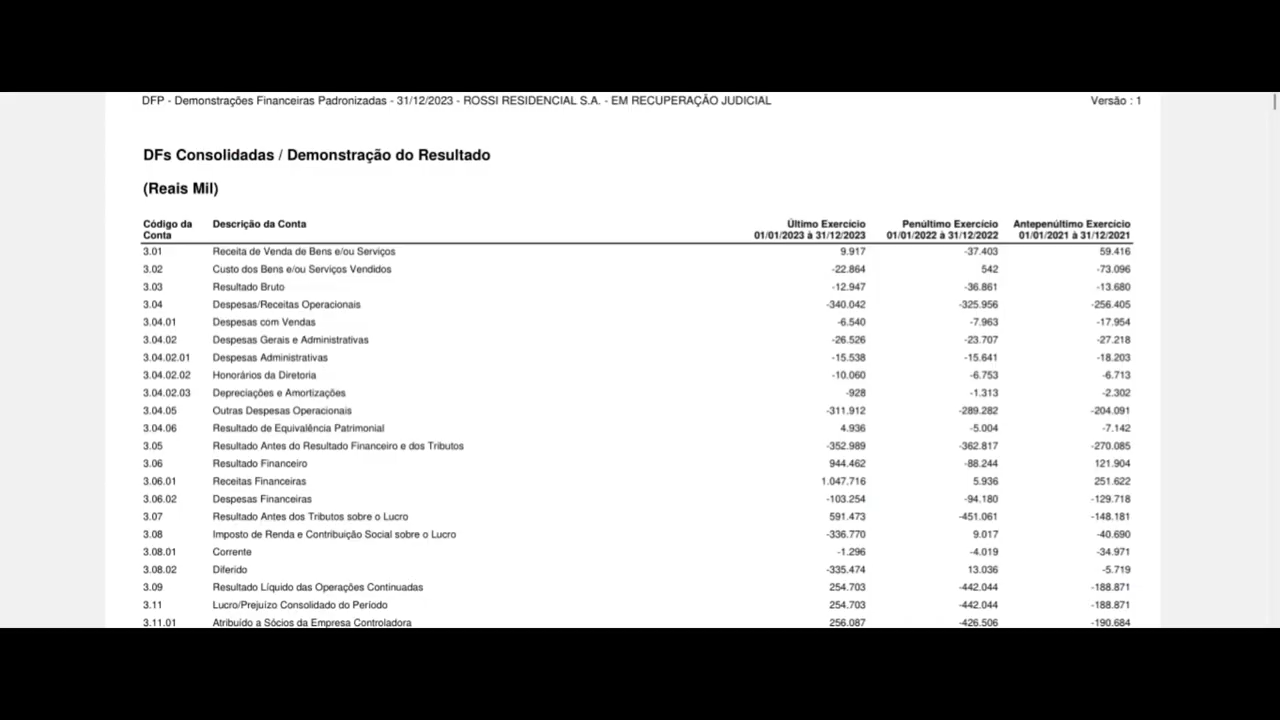 DFP - Demonstrações Financeiras Padronizadas - 31/12/2023 - ROSSI RESIDENCIAL S.A. - EM RECUPERAÇÃO JUDICIAL Versão : 1
DFs Consolidadas / Demonstração do Resultado
(Reais Mil)
Código da Conta Descrição da Conta Último Exercício 01/01/2023 à 31/12/2023 Penúltimo Exercício 01/01/2022 à 31/12/2022 Antepenúltimo Exercício 01/01/2021 à 31/12/2021
3.01 Receita de Venda de Bens e/ou Serviços 9.917 -37.403 59.416
3.02 Custo dos Bens e/ou Serviços Vendidos -22.864 542 -73.096
3.03 Resultado Bruto -12.947 -36.861 -13.680
3.04 Despesas/Receitas Operacionais -340.042 -325.956 -256.405
3.04.01 Despesas com Vendas -6.540 -7.963 -17.954
3.04.02 Despesas Gerais e Administrativas -26.526 -23.707 -27.218
3.04.02.01 Despesas Administrativas -15.538 -15.641 -18.203
3.04.02.02 Honorários da Diretoria -10.060 -6.753 -6.713
3.04.02.03 Depreciações e Amortizações -928 -1.313 -2.302
3.04.05 Outras Despesas Operacionais -311.912 -289.282 -204.091
3.04.06 Resultado de Equivalência Patrimonial 4.936 -5.004 -7.142
3.05 Resultado Antes do Resultado Financeiro e dos Tributos -352.989 -362.817 -270.085
3.06 Resultado Financeiro 944.462 -88.244 121.904
3.06.01 Receitas Financeiras 1.047.716 5.936 251.622
3.06.02 Despesas Financeiras -103.254 -94.180 -129.718
3.07 Resultado Antes dos Tributos sobre o Lucro 591.473 -451.061 -148.181
3.08 Imposto de Renda e Contribuição Social sobre o Lucro -336.770 9.017 -40.690
3.08.01 Corrente -1.296 -4.019 -34.971
3.08.02 Diferido -335.474 13.036 -5.719
3.09 Resultado Líquido das Operações Continuadas 254.703 -442.044 -188.871
3.11 Lucro/Prejuízo Consolidado do Período 254.703 -442.044 -188.871
3.11.01 Atribuído a Sócios da Empresa Controladora 256.087 -426.506 -190.684